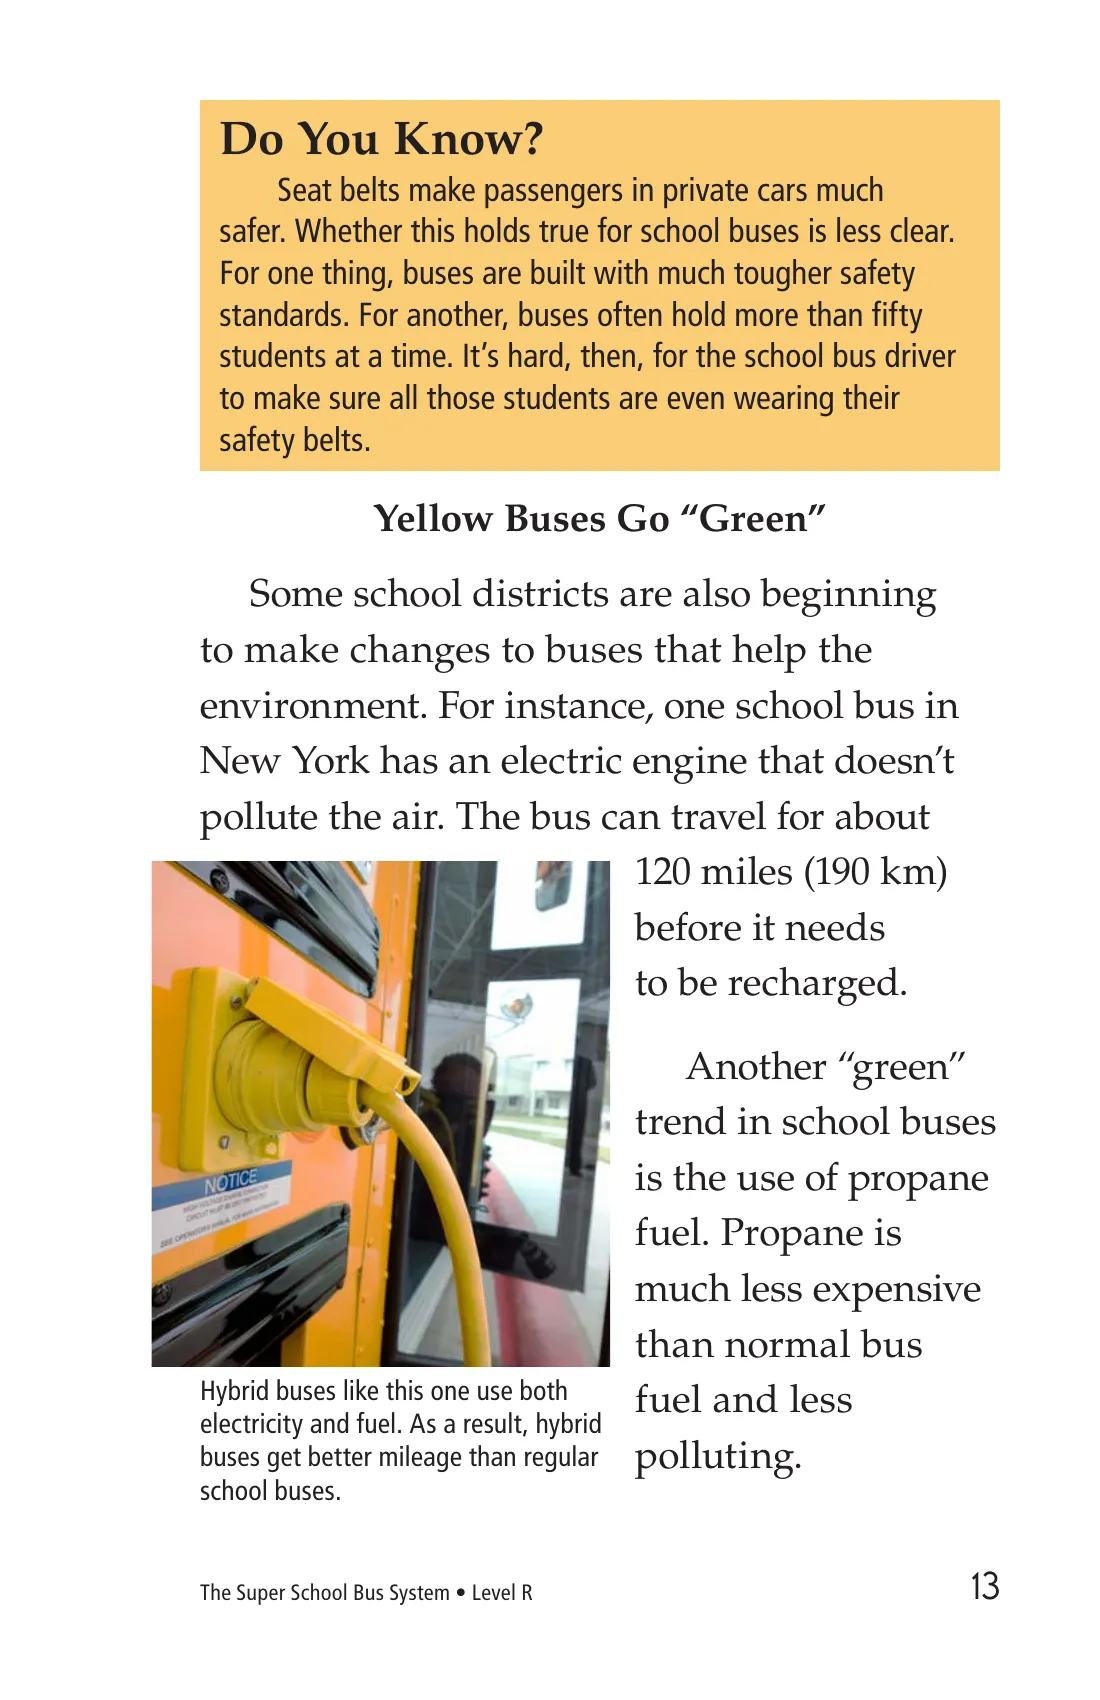 Do You Know?
Seat belts make passengers in private cars much
safer. Whether this holds true for school buses is less clear.
For one thing, buses are built with much tougher safety
standards. For another, buses often hold more than fifty
students at a time. It’s hard, then, for the school bus driver
to make sure all those students are even wearing their
safety belts.
Yellow Buses Go “Green”
Some school districts are also beginning
to make changes to buses that help the
environment. For instance, one school bus in
New York has an electric engine that doesn’t
pollute the air. The bus can travel for about
120 miles (190 km)
before it needs
to be recharged.
Another “green”
trend in school buses
is the use of propane
fuel. Propane is
much less expensive
than normal bus
fuel and less
polluting.
NOTICE
Hybrid buses like this one use both
electricity and fuel. As a result, hybrid
buses get better mileage than regular
school buses.
The Super School Bus System • Level R
13